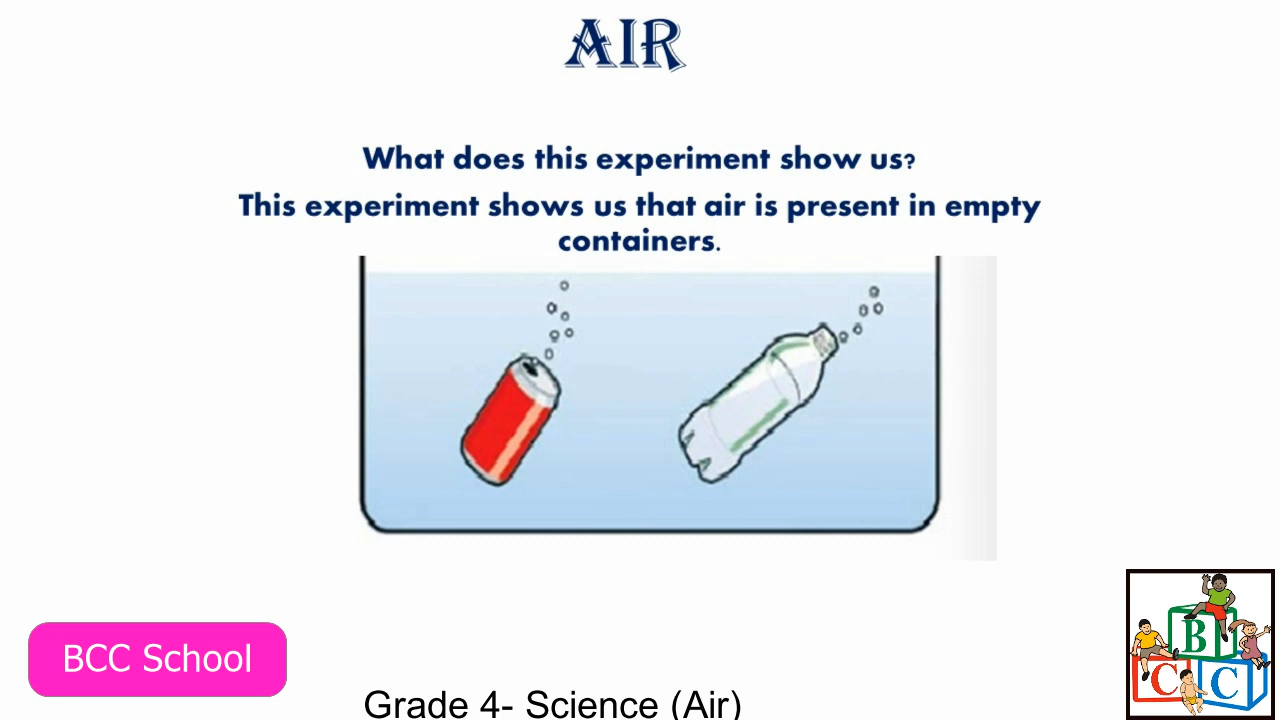 AIR
What does this experiment show us?
This experiment shows us that air is present in empty
containers.
BCC School
B
C C
Grade 4- Science (Air)